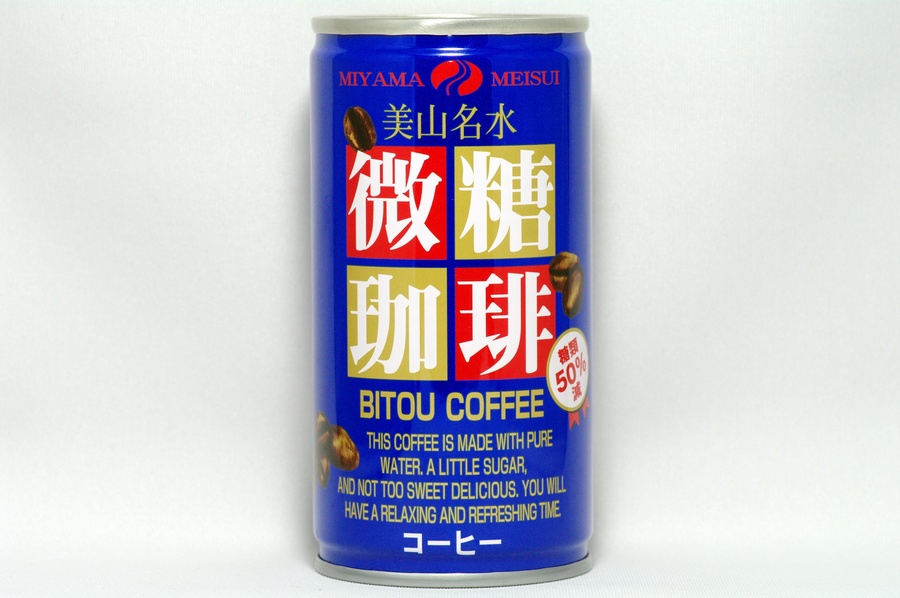 MIYAMA MEISUI
美山名水
微糖
珈琲
糖類
50%
減
BITOU COFFEE
THIS COFFEE IS MADE WITH PURE
WATER. A LITTLE SUGAR,
AND NOT TOO SWEET DELICIOUS. YOU WILL
HAVE A RELAXING AND REFRESHING TIME.
コーヒー